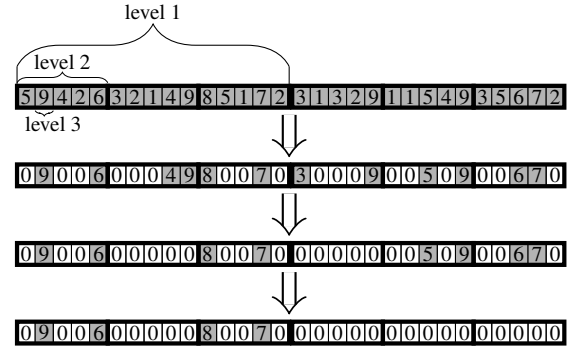 level 1
level 2
5 9 4 2 6 3 2 1 4 9 8 5 1 7 2 3 1 3 2 9 1 1 5 4 9 3 5 6 7 2
level 3
0 9 0 0 6 0 0 0 4 9 8 0 0 7 0 3 0 0 0 9 0 0 5 0 9 0 0 6 7 0
0 9 0 0 6 0 0 0 0 0 8 0 0 7 0 0 0 0 0 0 0 0 5 0 9 0 0 6 7 0
0 9 0 0 6 0 0 0 0 0 8 0 0 7 0 0 0 0 0 0 0 0 0 0 0 0 0 0 0 0